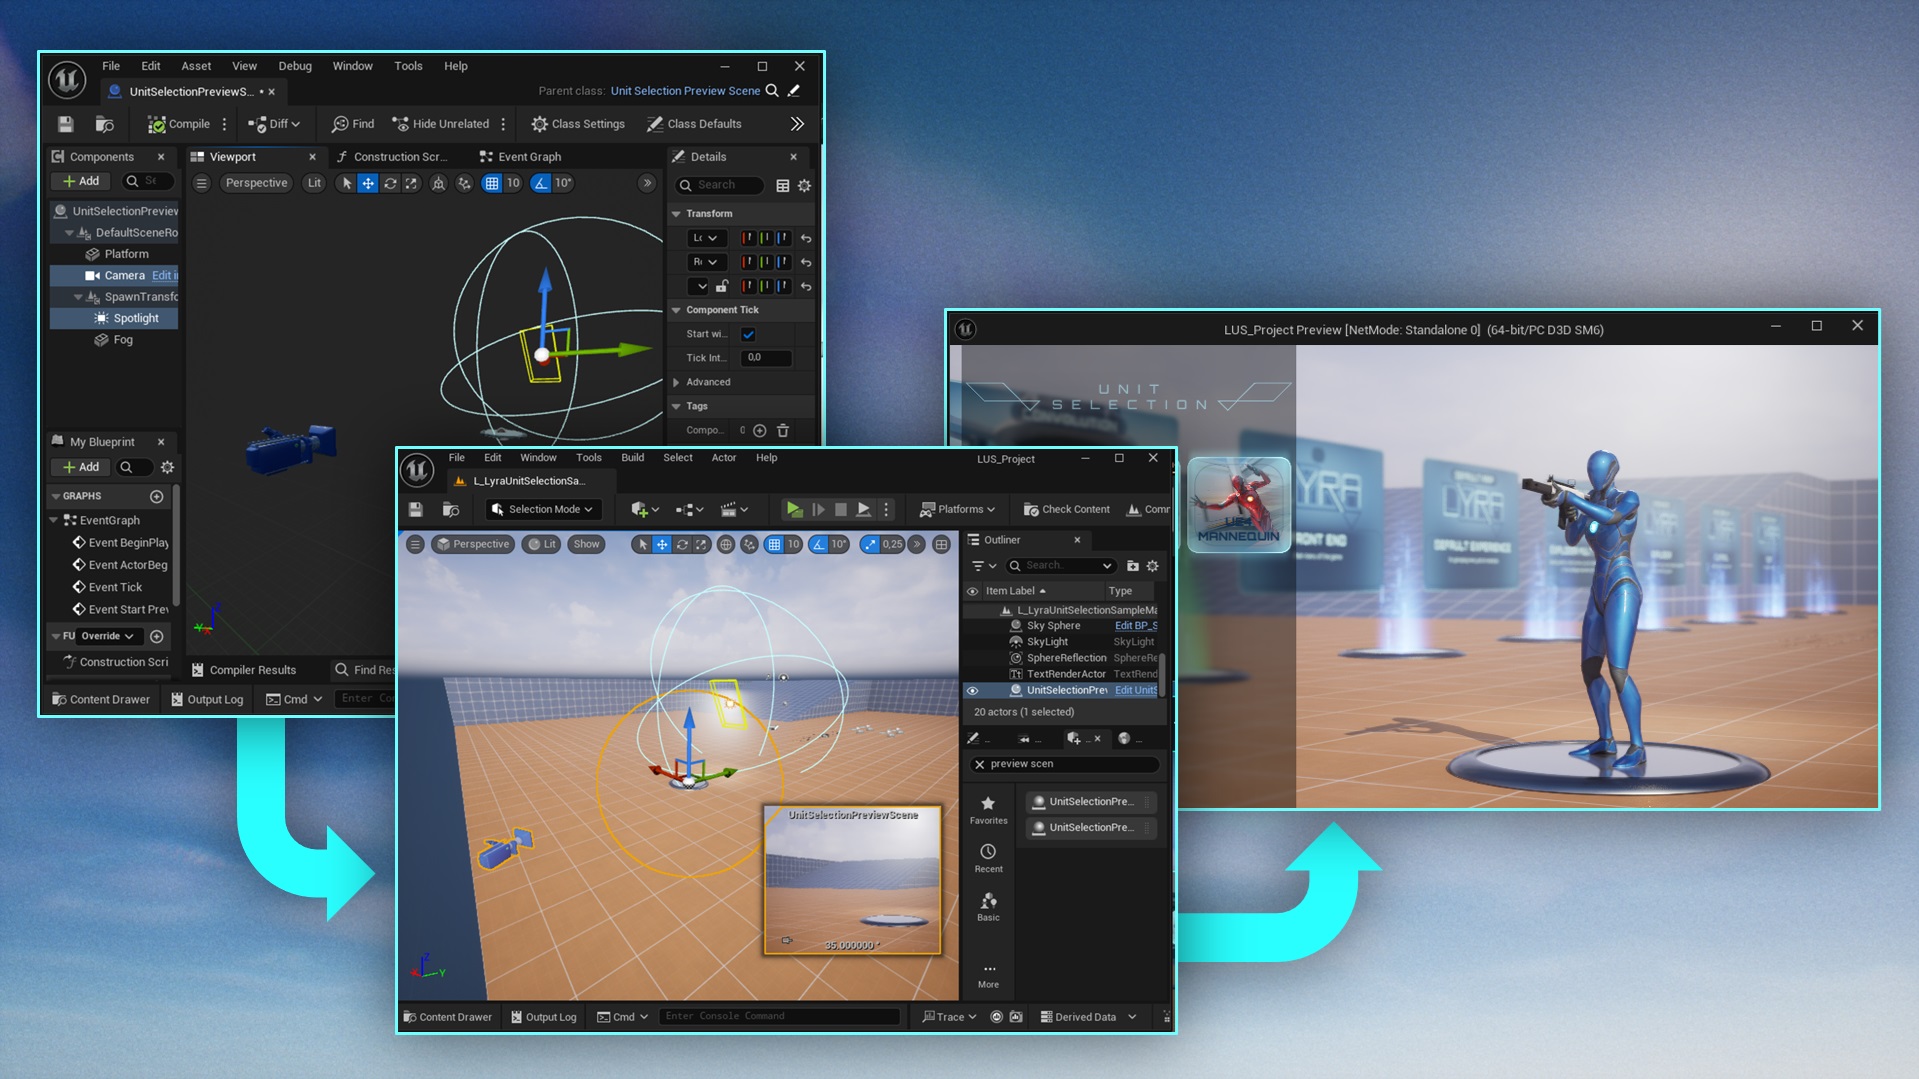 File Edit Asset View Debug Window Tools Help
UnitSelectionPreviewS... •
Parent class: Unit Selection Preview Scene
Compile
Diff
Find
Hide Unrelated
Class Settings
Class Defaults
Components
Viewport
Construction Scr...
Event Graph
Details
Add
Perspective
Lit
10
10°
Search
UnitSelectionPreview
DefaultSceneRo
Platform
Camera Edit i
SpawnTransfo
Spotlight
Fog
Transform
Component Tick
Start wi...
Tick Int... 0,0
Advanced
Tags
Compo...
My Blueprint
Add
GRAPHS
EventGraph
Event BeginPlay
Event ActorBeg
Event Tick
Event Start Prev
FU Override
Construction Scri
Compiler Results
Find Res
Content Drawer
Output Log
Cmd
Enter Co
File Edit Window Tools Build Select Actor Help
LUS_Project
L_LyraUnitSelectionSa...
Selection Mode
Platforms
Check Content
Comm
Perspective
Lit
Show
10
10°
0,25
Outliner
Search..
Item Label
Type
L_LyraUnitSelectionSampleMa
Sky Sphere Edit BP_S
SkyLight SkyLight
SphereReflection SphereRe
TextRenderActor TextRend
UnitSelectionPrev Edit UnitS
20 actors (1 selected)
preview scen
Favorites
Recent
Basic
More
UnitSelectionPre...
UnitSelectionPre...
UnitSelectionPreviewScene
35.000000 °
Content Drawer
Output Log
Cmd
Enter Console Command
Trace
Derived Data
LUS_Project Preview [NetMode: Standalone 0] (64-bit/PC D3D SM6)
UNIT
SELECTION
CONVOLUTION
UE4
MANNEQUIN
LYRA
FRONT END
LYRA
DEFAULT EXPERIENCE